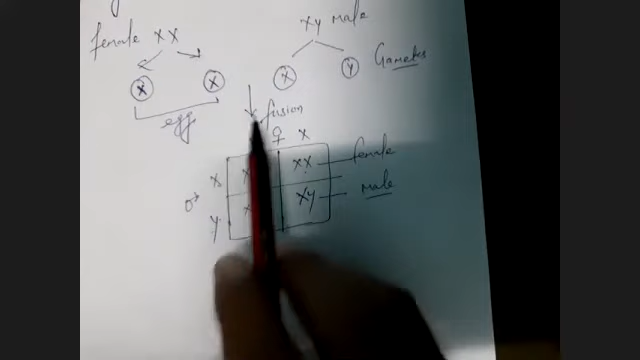 female XX
Xy male
X X
X y Gametes
egg
fusion
♀ X
X XX female
♂
y Xy male